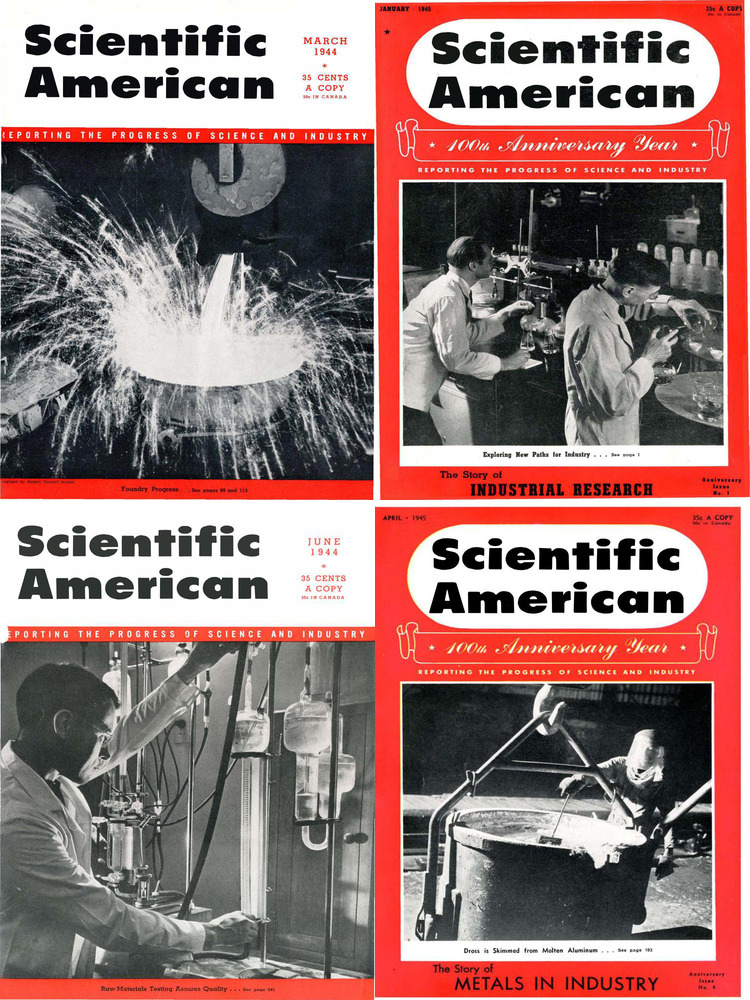 Scientific
American
MARCH
1944
35 CENTS
A COPY
50c IN CANADA
REPORTING THE PROGRESS OF SCIENCE AND INDUSTRY
Foundry Progress . . . See pages and 115
JANUARY · 1945
35c A COPY
50c in Canada
Scientific
American
100th Anniversary Year
REPORTING THE PROGRESS OF SCIENCE AND INDUSTRY
Exploring New Paths for Industry . . . See page 1
The Story of
INDUSTRIAL RESEARCH
Anniversary
Issue
No. 1
Scientific
American
JUNE
1944
35 CENTS
A COPY
50c IN CANADA
EPORTING THE PROGRESS OF SCIENCE AND INDUSTRY
Raw-Materials Testing Assures Quality . . . See page
APRIL · 1945
35c A COPY
50c in Canada
Scientific
American
100th Anniversary Year
REPORTING THE PROGRESS OF SCIENCE AND INDUSTRY
Dross is Skimmed from Molten Aluminum . . . See page 193
The Story of
METALS IN INDUSTRY
Anniversary
Issue
No. 4